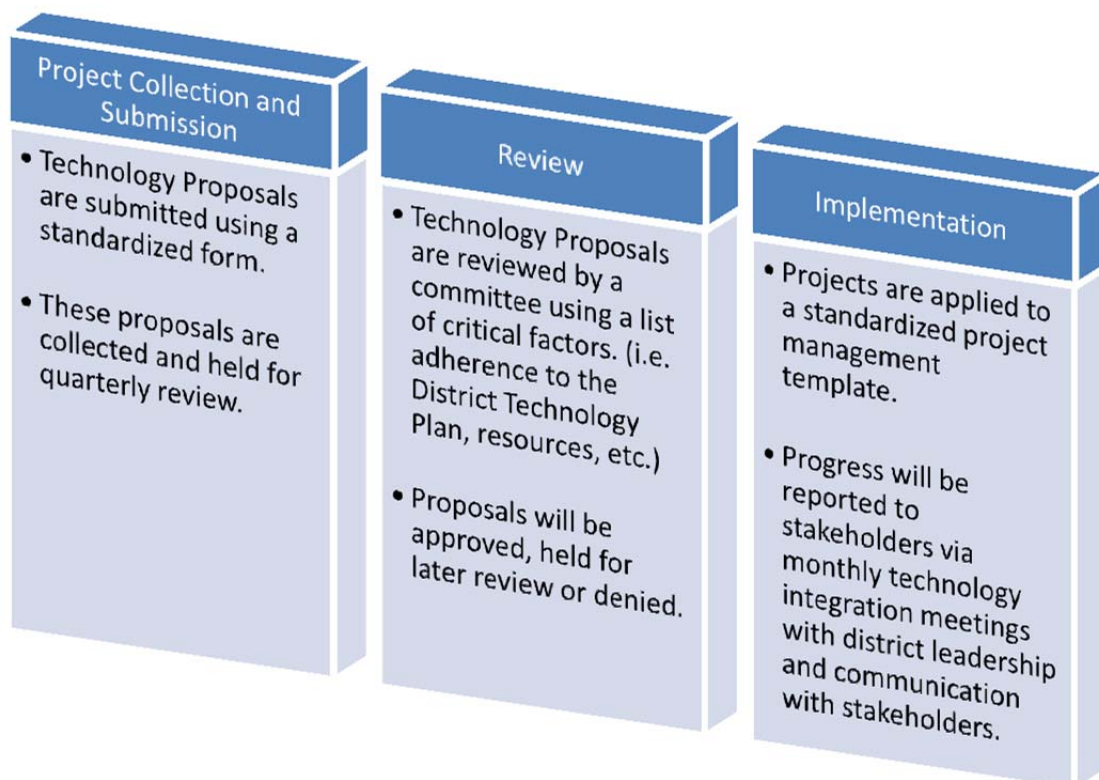 Project Collection and
Submission
• Technology Proposals
are submitted using a
standardized form.
• These proposals are
collected and held for
quarterly review.
Review
• Technology Proposals
are reviewed by a
committee using a list
of critical factors. (i.e.
adherence to the
District Technology
Plan, resources, etc.)
• Proposals will be
approved, held for
later review or denied.
Implementation
• Projects are applied to
a standardized project
management
template.
• Progress will be
reported to
stakeholders via
monthly technology
integration meetings
with district leadership
and communication
with stakeholders.